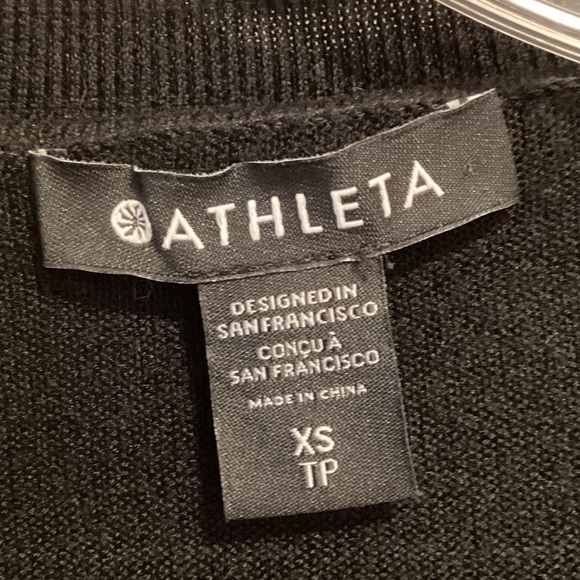 ATHLETA
DESIGNED IN
SAN FRANCISCO
CONÇU À
SAN FRANCISCO
MADE IN CHINA
XS
TP